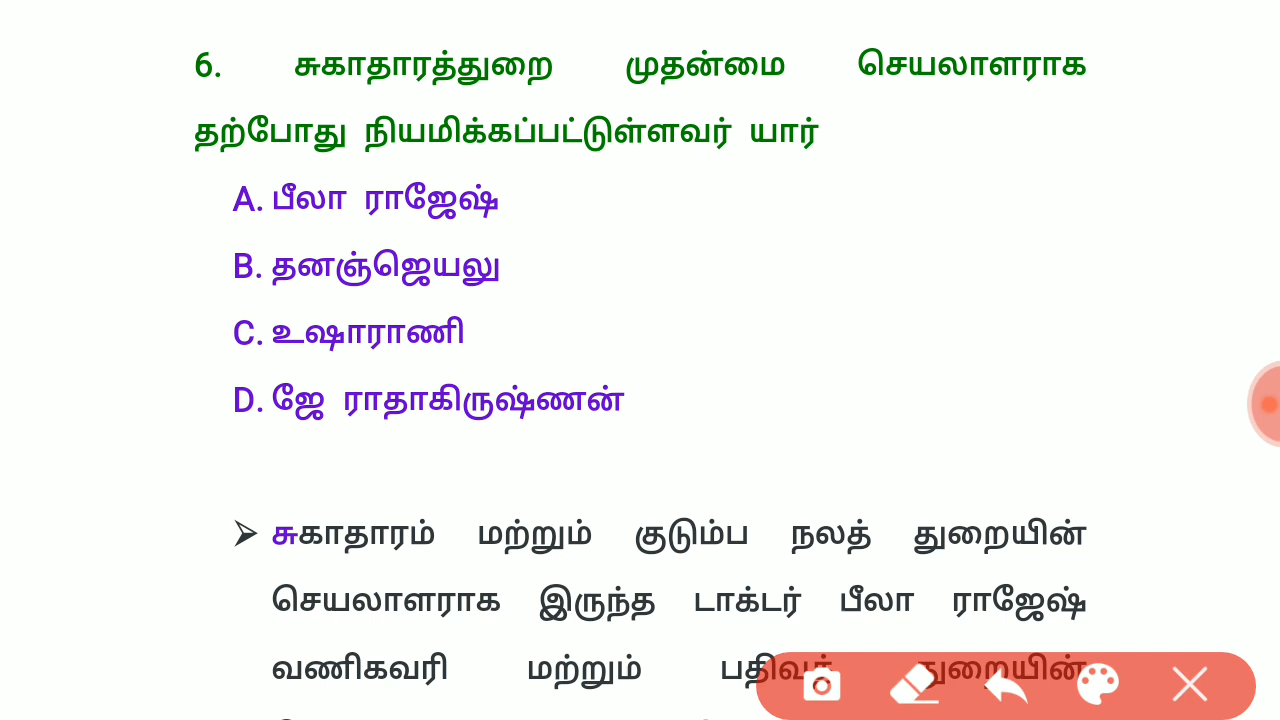 6. சுகாதாரத்துறை முதன்மை செயலாளராக
தற்போது நியமிக்கப்பட்டுள்ளவர் யார்
A. பீலா ராஜேஷ்
B. தனஞ்ஜெயலு
C. உஷாராணி
D. ஜே ராதாகிருஷ்ணன்
➢ சுகாதாரம் மற்றும் குடும்ப நலத் துறையின்
செயலாளராக இருந்த டாக்டர் பீலா ராஜேஷ்
வணிகவரி மற்றும் பதிவுத் துறையின்